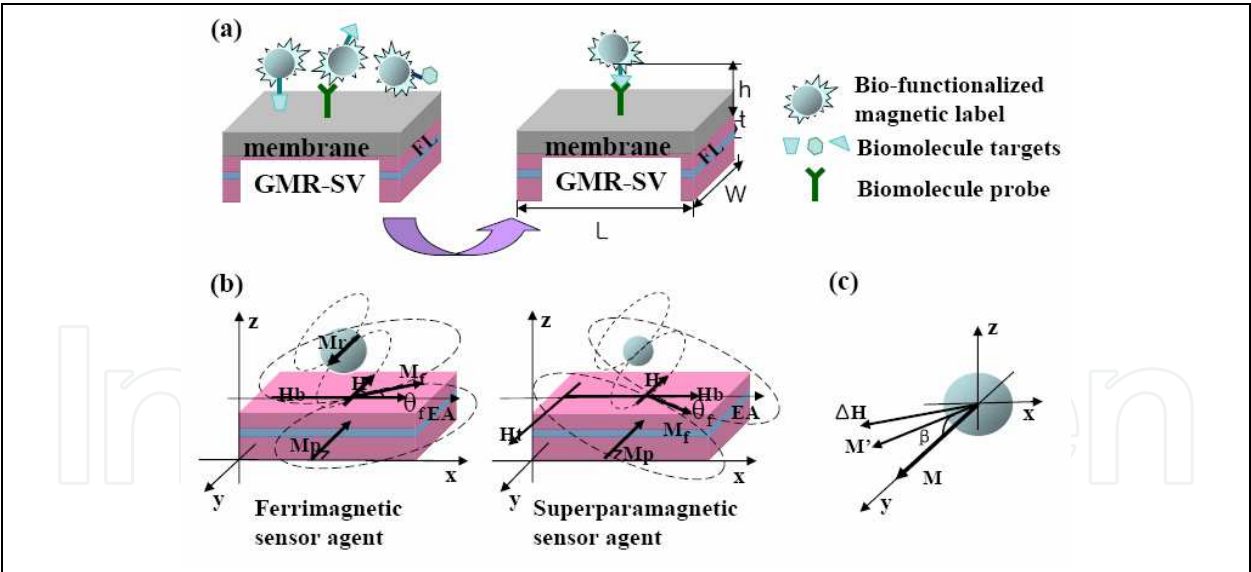 (a)
h
t
membrane
FL
GMR-SV
membrane
FL
GMR-SV
W
L
Bio-functionalized
magnetic label
Biomolecule targets
Biomolecule probe
(b)
z
Mr
H
Mf
Hb
θf EA
Mp
x
y
Ferrimagnetic
sensor agent
z
H
Hb
θf
EA
Ht
Mf
Mp
x
y
Superparamagnetic
sensor agent
(c)
z
x
ΔH
M'
β
M
y